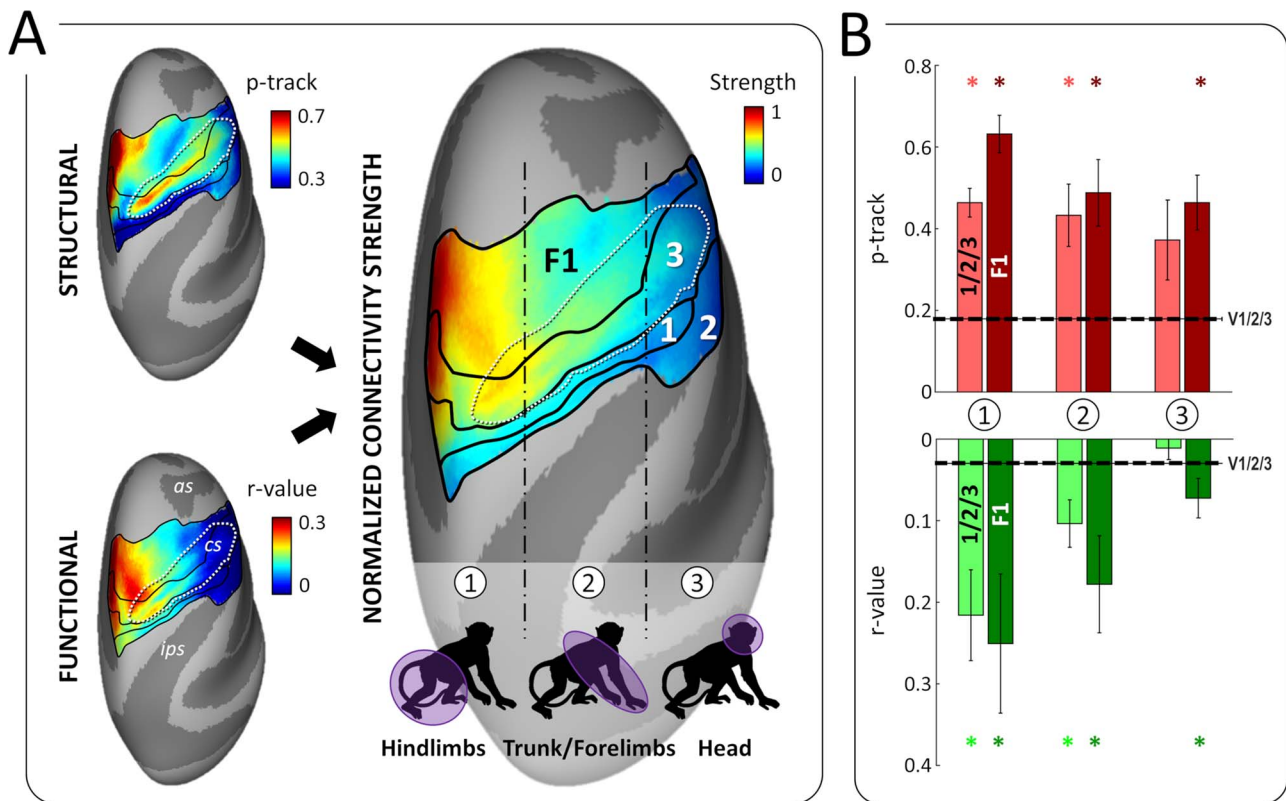 A
STRUCTURAL
p-track
0.7
0.3
FUNCTIONAL
r-value
0.3
0
as
cs
ips
NORMALIZED CONNECTIVITY STRENGTH
Strength
1
0
F1
3
1
2
1
2
3
Hindlimbs
Trunk/Forelimbs
Head
B
p-track
0.8
0.6
0.4
0.2
0
* * * * *
1/2/3
F1
V1/2/3
1
2
3
r-value
0
0.1
0.2
0.3
0.4
1/2/3
F1
V1/2/3
* * * * *